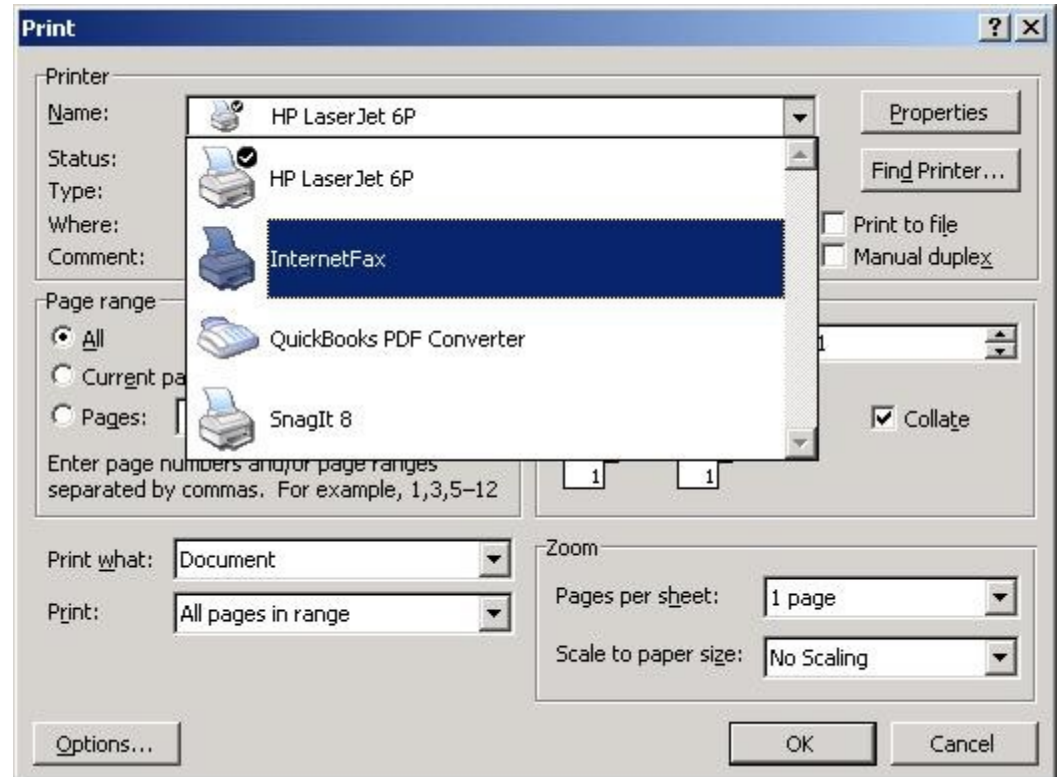 Print
Printer
Name: HP LaserJet 6P Properties
Status: HP LaserJet 6P Find Printer...
Type:
Where: Print to file
Comment: InternetFax Manual duplex
Page range
All QuickBooks PDF Converter 1
Current pa
Pages: SnagIt 8 Collate
Enter page numbers and/or page ranges
separated by commas. For example, 1,3,5–12
1 1
Print what: Document
Zoom
Pages per sheet: 1 page
Print: All pages in range
Scale to paper size: No Scaling
Options... OK Cancel